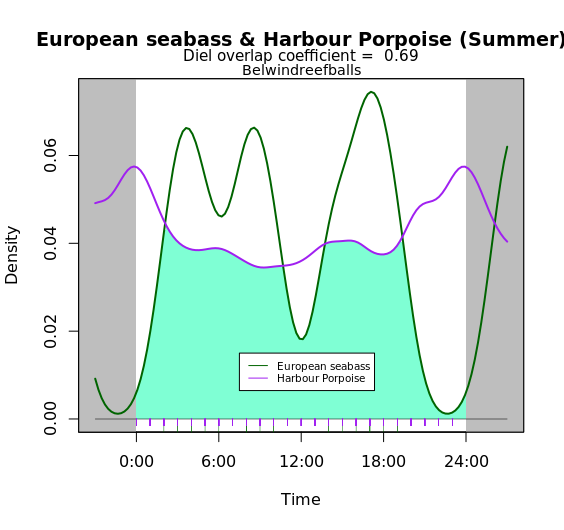 European seabass & Harbour Porpoise (Summer)
Diel overlap coefficient = 0.69
Belwindreefballs
Density
0.06
0.04
0.02
0.00
European seabass
Harbour Porpoise
0:00 6:00 12:00 18:00 24:00
Time